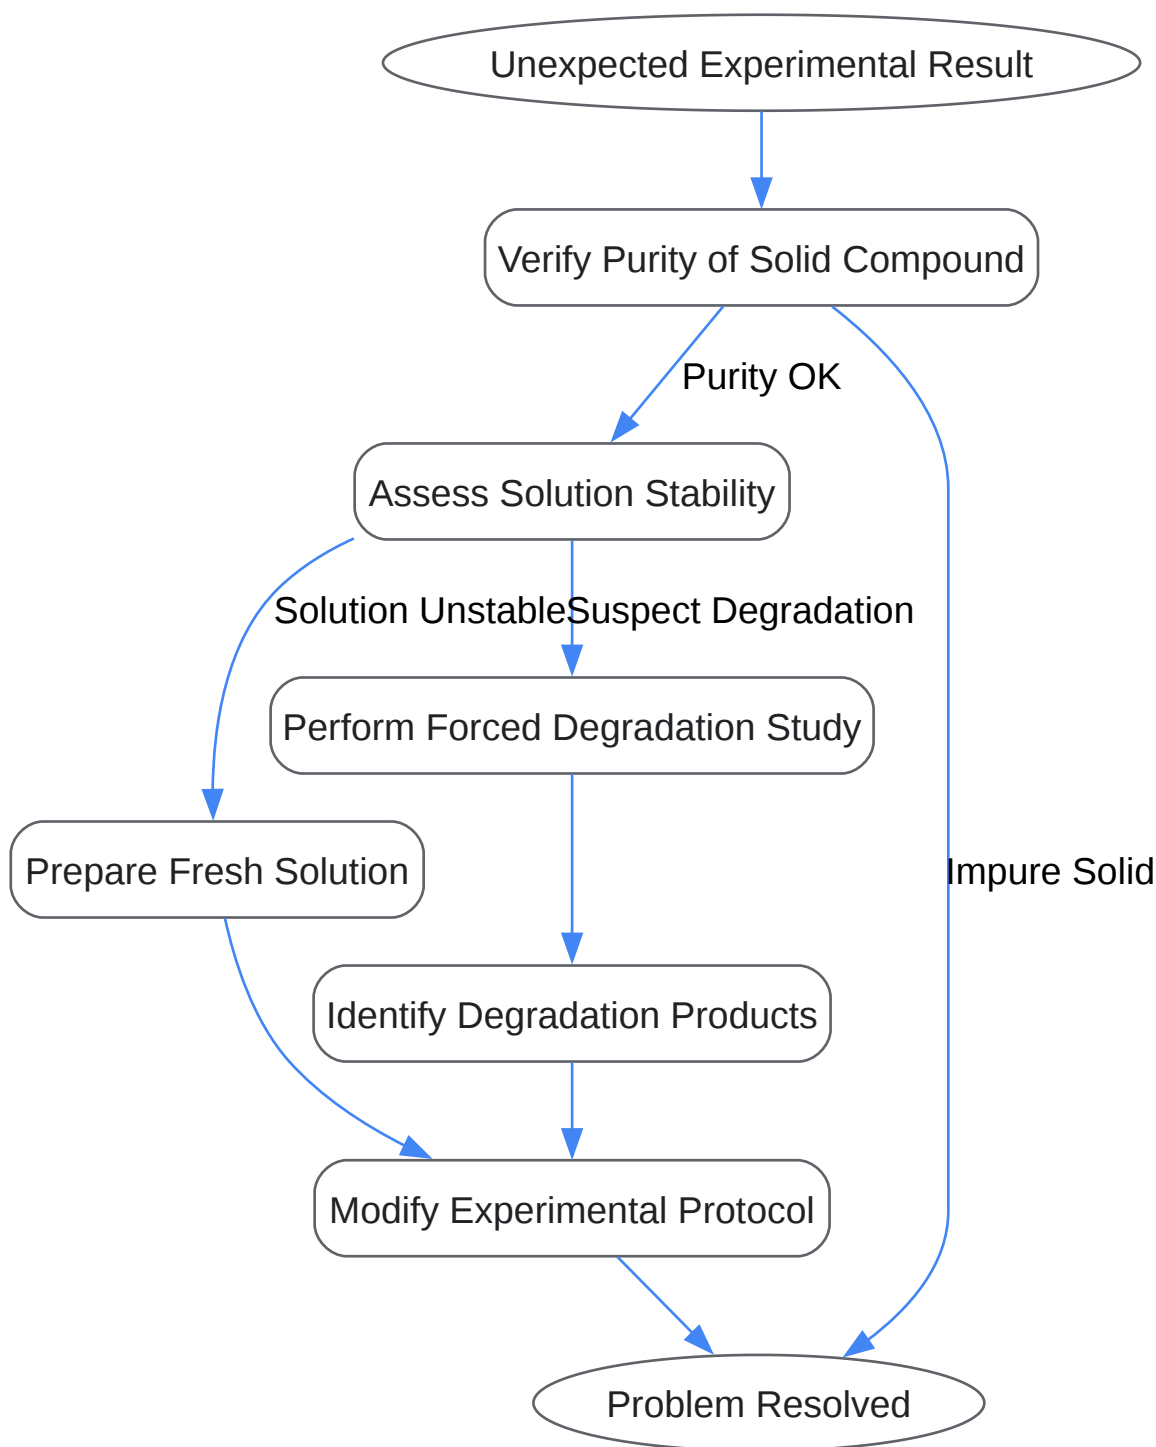 Unexpected Experimental Result
Verify Purity of Solid Compound
Purity OK
Assess Solution Stability
Solution Unstable
Suspect Degradation
Perform Forced Degradation Study
Prepare Fresh Solution
Impure Solid
Identify Degradation Products
Modify Experimental Protocol
Problem Resolved